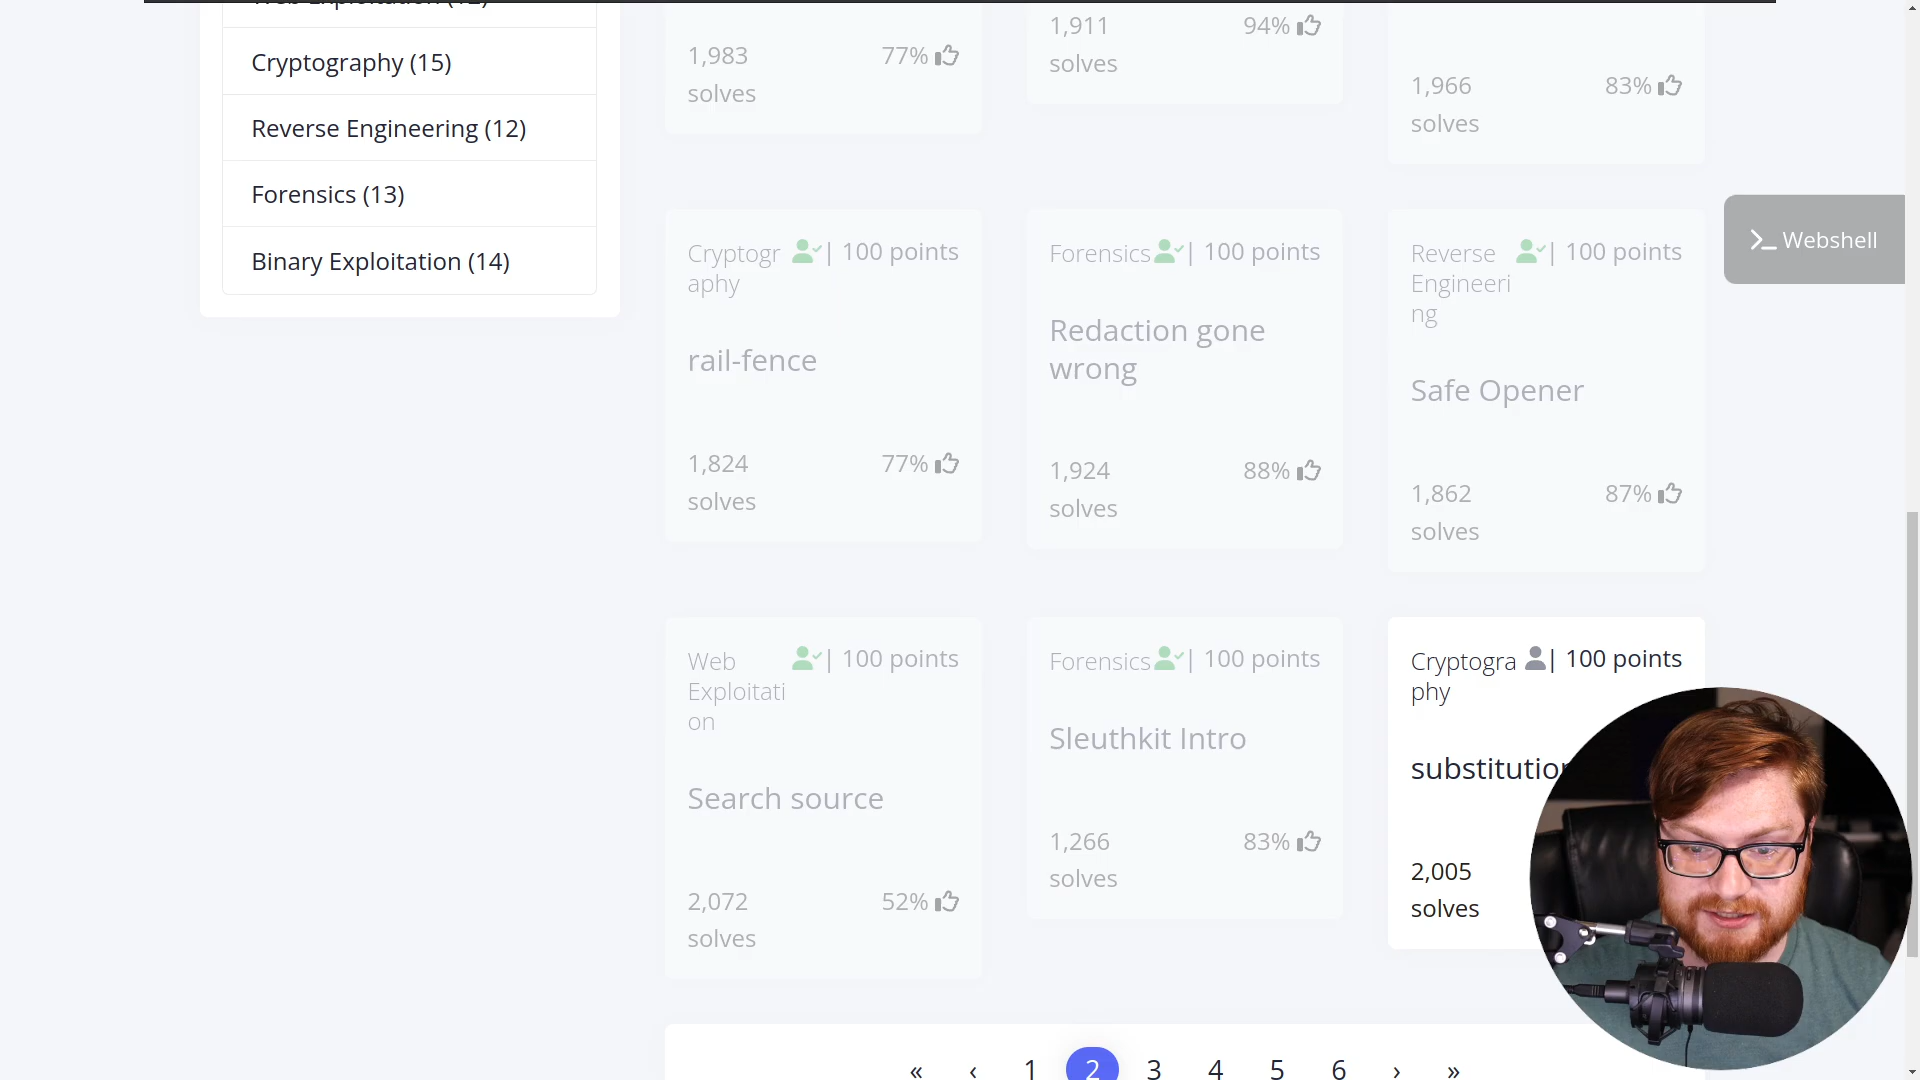 Cryptography (15)
Reverse Engineering (12)
Forensics (13)
Binary Exploitation (14)
1,983
solves
77%
1,911
solves
94%
1,966
solves
83%
Cryptogr
aphy
| 100 points
rail-fence
1,824
solves
77%
Forensics
| 100 points
Redaction gone
wrong
1,924
solves
88%
Reverse
Engineeri
ng
| 100 points
Safe Opener
1,862
solves
87%
Webshell
Web
Exploitati
on
| 100 points
Search source
2,072
solves
52%
Forensics
| 100 points
Sleuthkit Intro
1,266
solves
83%
Cryptogra
phy
| 100 points
2,005
solves
« ‹ 1 2 3 4 5 6 › »